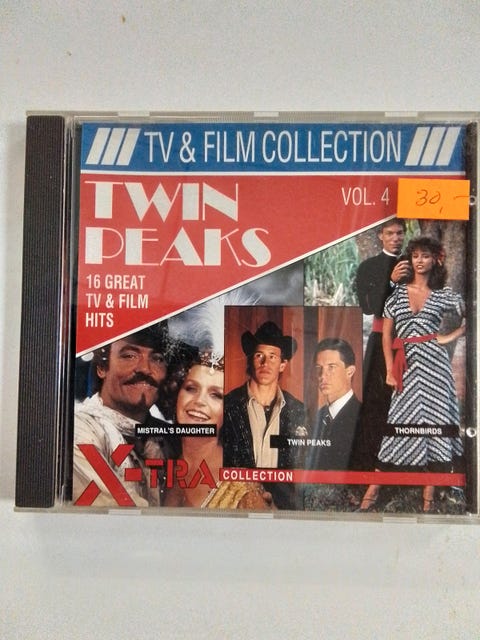 /// TV & FILM COLLECTION ///
TWIN
PEAKS
VOL. 4
30,-
16 GREAT
TV & FILM
HITS
MISTRAL'S DAUGHTER
TWIN PEAKS
THORNBIRDS
X-TRA COLLECTION